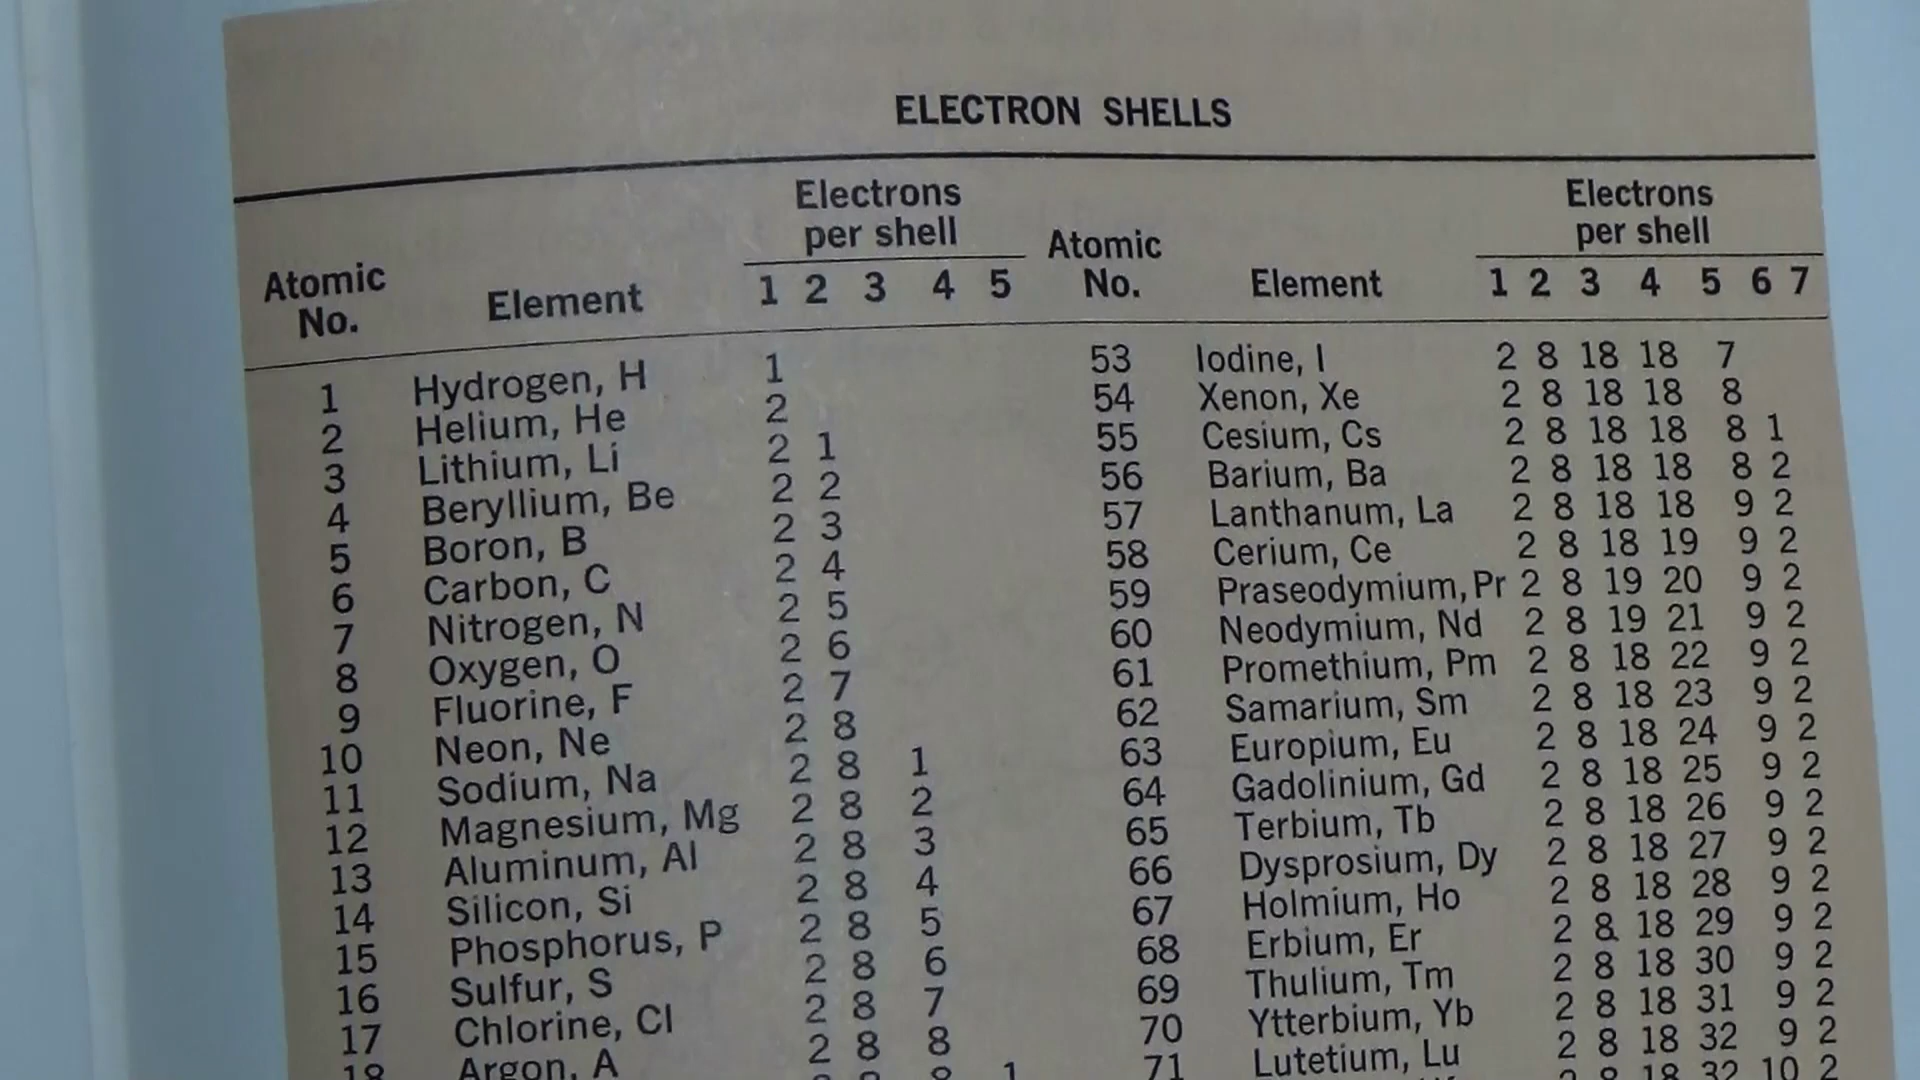 ELECTRON SHELLS
Atomic No. Element Electrons per shell
1 2 3 4 5
1 Hydrogen, H 1
2 Helium, He 2
3 Lithium, Li 2 1
4 Beryllium, Be 2 2
5 Boron, B 2 3
6 Carbon, C 2 4
7 Nitrogen, N 2 5
8 Oxygen, O 2 6
9 Fluorine, F 2 7
10 Neon, Ne 2 8
11 Sodium, Na 2 8 1
12 Magnesium, Mg 2 8 2
13 Aluminum, Al 2 8 3
14 Silicon, Si 2 8 4
15 Phosphorus, P 2 8 5
16 Sulfur, S 2 8 6
17 Chlorine, Cl 2 8 7
18 Argon, A 2 8 8
Atomic No. Element Electrons per shell
1 2 3 4 5 6 7
53 Iodine, I 2 8 18 18 7
54 Xenon, Xe 2 8 18 18 8
55 Cesium, Cs 2 8 18 18 8 1
56 Barium, Ba 2 8 18 18 8 2
57 Lanthanum, La 2 8 18 18 9 2
58 Cerium, Ce 2 8 18 19 9 2
59 Praseodymium, Pr 2 8 19 20 9 2
60 Neodymium, Nd 2 8 19 21 9 2
61 Promethium, Pm 2 8 18 22 9 2
62 Samarium, Sm 2 8 18 23 9 2
63 Europium, Eu 2 8 18 24 9 2
64 Gadolinium, Gd 2 8 18 25 9 2
65 Terbium, Tb 2 8 18 26 9 2
66 Dysprosium, Dy 2 8 18 27 9 2
67 Holmium, Ho 2 8 18 28 9 2
68 Erbium, Er 2 8 18 29 9 2
69 Thulium, Tm 2 8 18 30 9 2
70 Ytterbium, Yb 2 8 18 31 9 2
71 Lutetium, Lu 2 8 18 32 9 2
2 8 18 32 10 2